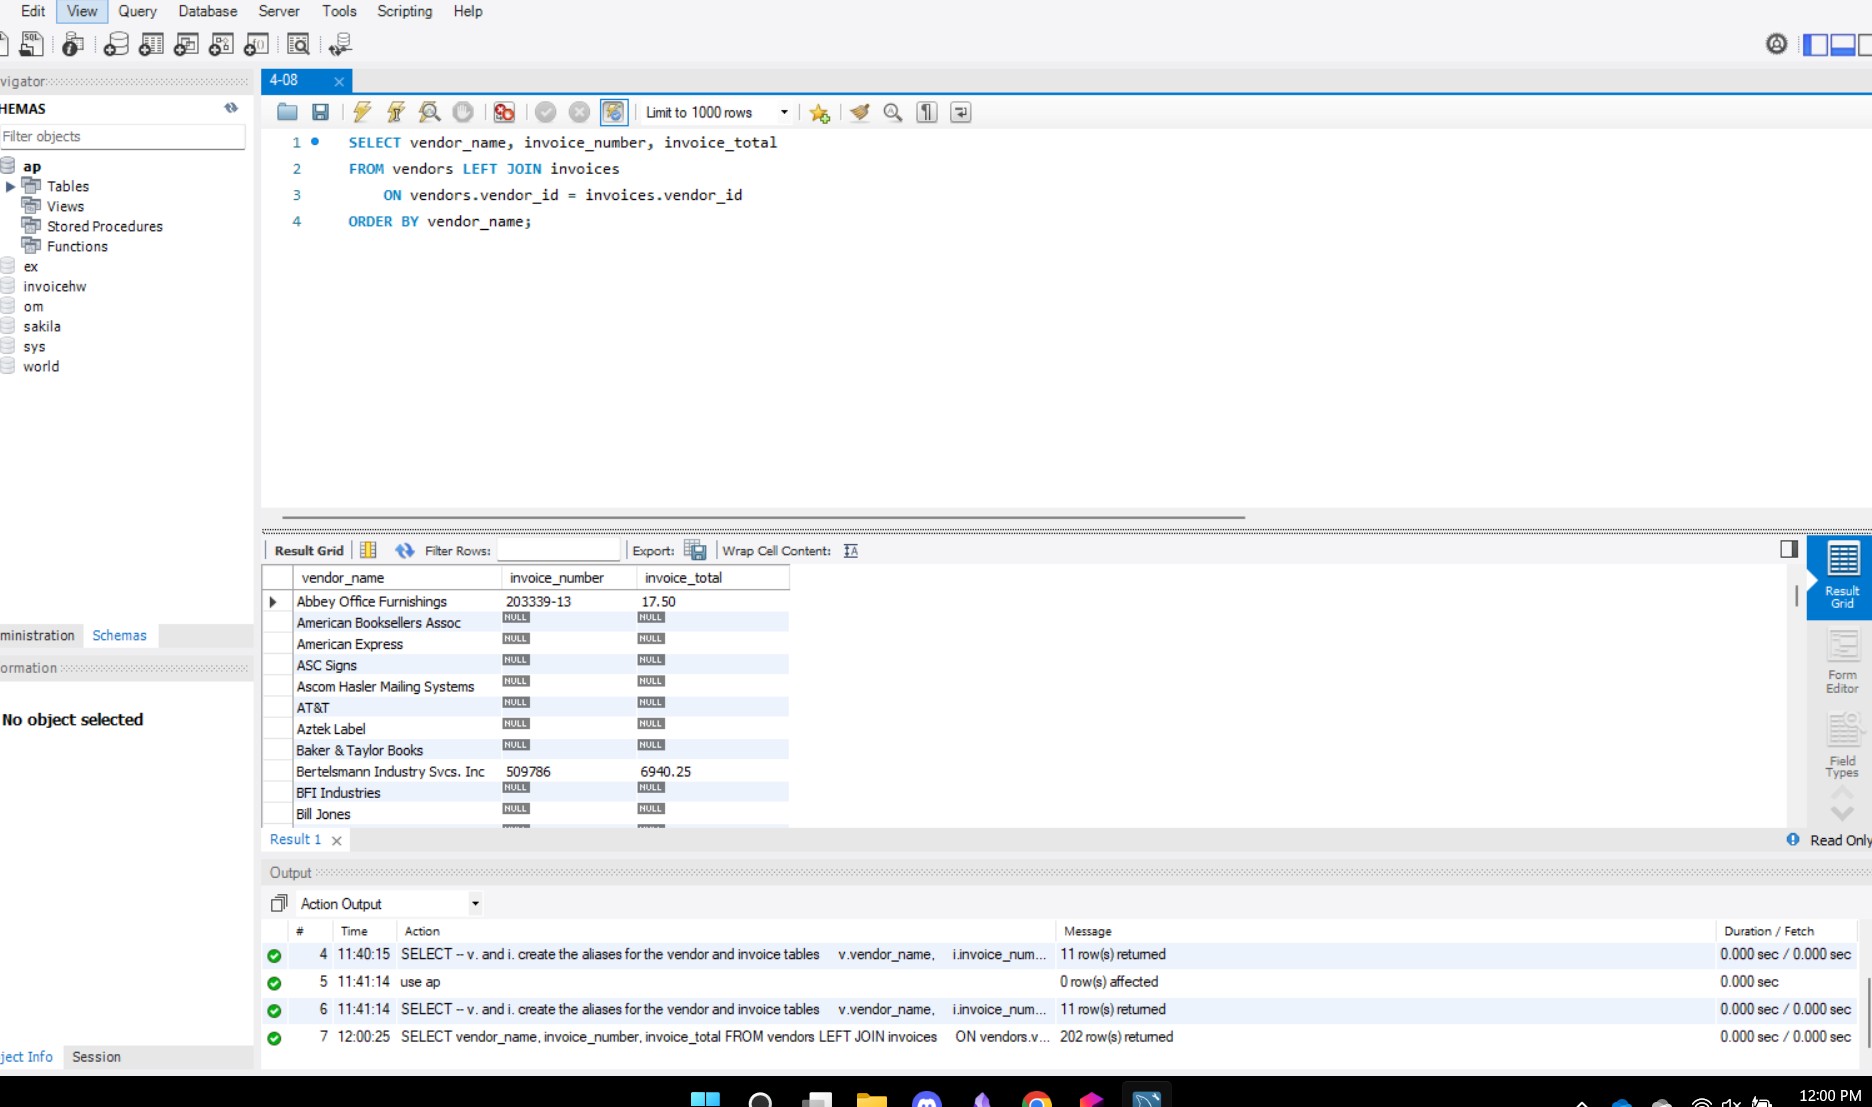 Edit View Query Database Server Tools Scripting Help
SQL
vigator
HEMAS
Filter objects
ap
Tables
Views
Stored Procedures
Functions
ex
invoicehw
om
sakila
sys
world
ministration Schemas
ormation
No object selected
ject Info Session
4-08
Limit to 1000 rows
1 SELECT vendor_name, invoice_number, invoice_total
2 FROM vendors LEFT JOIN invoices
3 ON vendors.vendor_id = invoices.vendor_id
4 ORDER BY vendor_name;
Result Grid Filter Rows: Export: Wrap Cell Content: IA
vendor_name invoice_number invoice_total
Abbey Office Furnishings 203339-13 17.50
American Booksellers Assoc NULL NULL
American Express NULL NULL
ASC Signs NULL NULL
Ascom Hasler Mailing Systems NULL NULL
AT&T NULL NULL
Aztek Label NULL NULL
Baker & Taylor Books NULL NULL
Bertelsmann Industry Svcs. Inc 509786 6940.25
BFI Industries NULL NULL
Bill Jones NULL NULL
Result Grid
Form Editor
Field Types
Result 1
Read Only
Output
Action Output
# Time Action Message Duration / Fetch
4 11:40:15 SELECT -- v. and i. create the aliases for the vendor and invoice tables v.vendor_name, i.invoice_num... 11 row(s) returned 0.000 sec / 0.000 sec
5 11:41:14 use ap 0 row(s) affected 0.000 sec
6 11:41:14 SELECT -- v. and i. create the aliases for the vendor and invoice tables v.vendor_name, i.invoice_num... 11 row(s) returned 0.000 sec / 0.000 sec
7 12:00:25 SELECT vendor_name, invoice_number, invoice_total FROM vendors LEFT JOIN invoices ON vendors.v... 202 row(s) returned 0.000 sec / 0.000 sec
12:00 PM